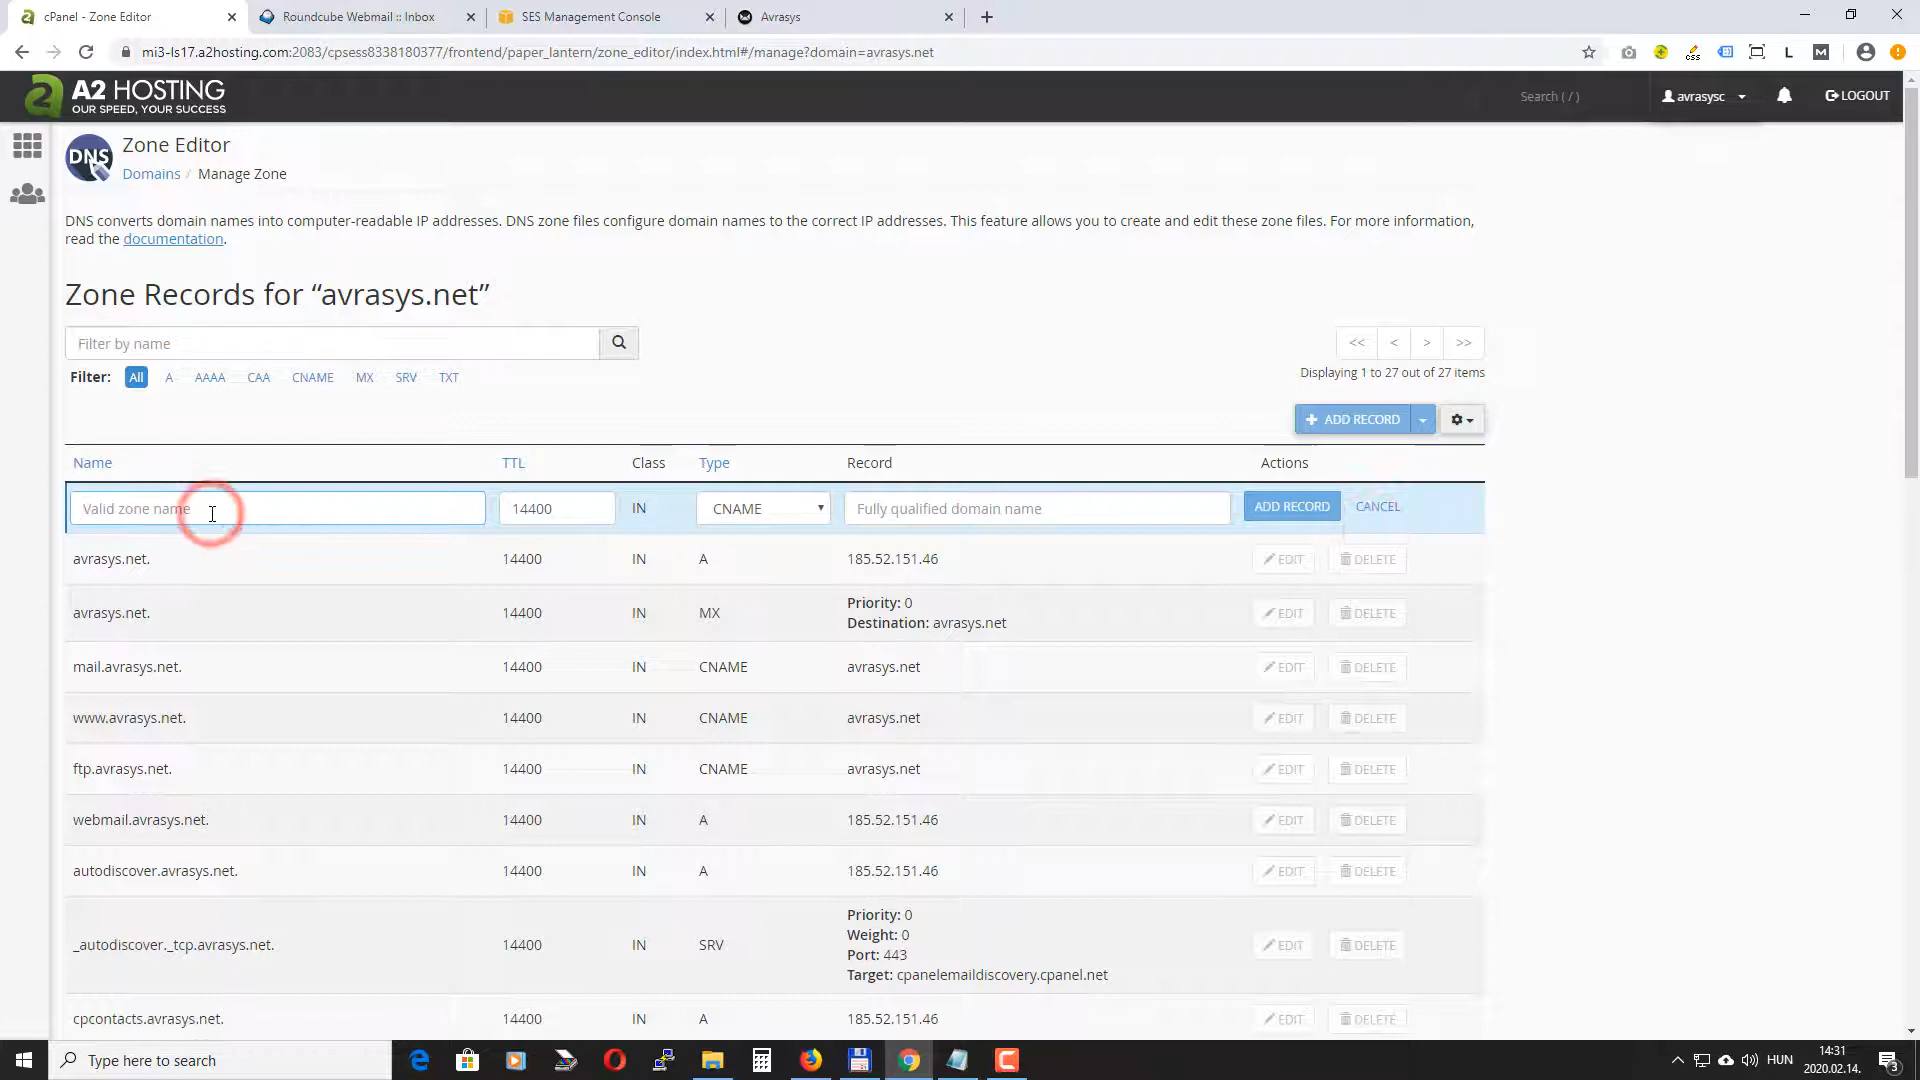 cPanel - Zone Editor
Roundcube Webmail :: Inbox
SES Management Console
Avrasys
mi3-ls17.a2hosting.com:2083/cpsess8338180377/frontend/paper_lantern/zone_editor/index.html#/manage?domain=avrasys.net
css
L
M
A2 HOSTING
OUR SPEED, YOUR SUCCESS
Search ( / )
avrasysc
LOGOUT
DNS
Zone Editor
Domains / Manage Zone
DNS converts domain names into computer-readable IP addresses. DNS zone files configure domain names to the correct IP addresses. This feature allows you to create and edit these zone files. For more information,
read the documentation.
Zone Records for “avrasys.net”
Filter by name
<< < > >>
Filter: All A AAAA CAA CNAME MX SRV TXT
Displaying 1 to 27 out of 27 items
ADD RECORD
Name TTL Class Type Record Actions
Valid zone name 14400 IN CNAME Fully qualified domain name ADD RECORD CANCEL
avrasys.net. 14400 IN A 185.52.151.46 EDIT DELETE
avrasys.net. 14400 IN MX Priority: 0 EDIT DELETE
Destination: avrasys.net
mail.avrasys.net. 14400 IN CNAME avrasys.net EDIT DELETE
www.avrasys.net. 14400 IN CNAME avrasys.net EDIT DELETE
ftp.avrasys.net. 14400 IN CNAME avrasys.net EDIT DELETE
webmail.avrasys.net. 14400 IN A 185.52.151.46 EDIT DELETE
autodiscover.avrasys.net. 14400 IN A 185.52.151.46 EDIT DELETE
_autodiscover._tcp.avrasys.net. 14400 IN SRV Priority: 0 EDIT DELETE
Weight: 0
Port: 443
Target: cpanelemaildiscovery.cpanel.net
cpcontacts.avrasys.net. 14400 IN A 185.52.151.46 EDIT DELETE
Type here to search
HUN
14:31
2020.02.14.
3